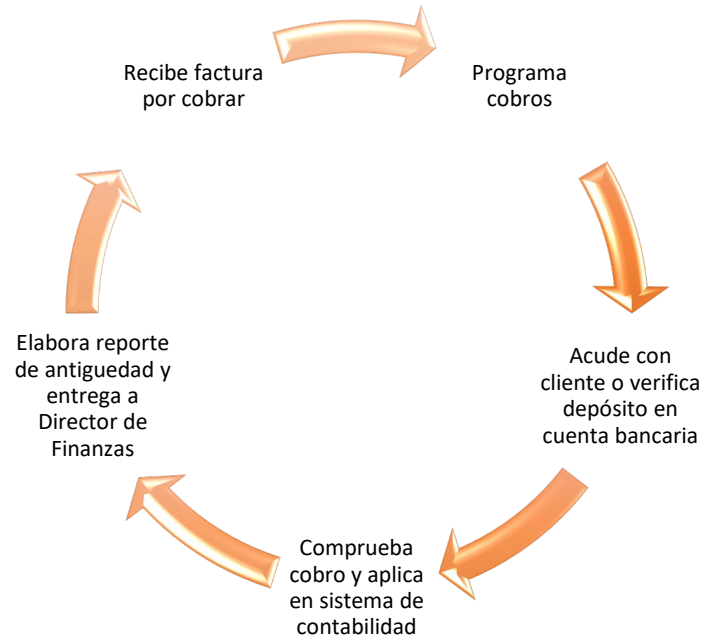 Recibe factura
por cobrar
Programa
cobros
Acude con
cliente o verifica
depósito en
cuenta bancaria
Comprueba
cobro y aplica
en sistema de
contabilidad
Elabora reporte
de antiguedad y
entrega a
Director de
Finanzas